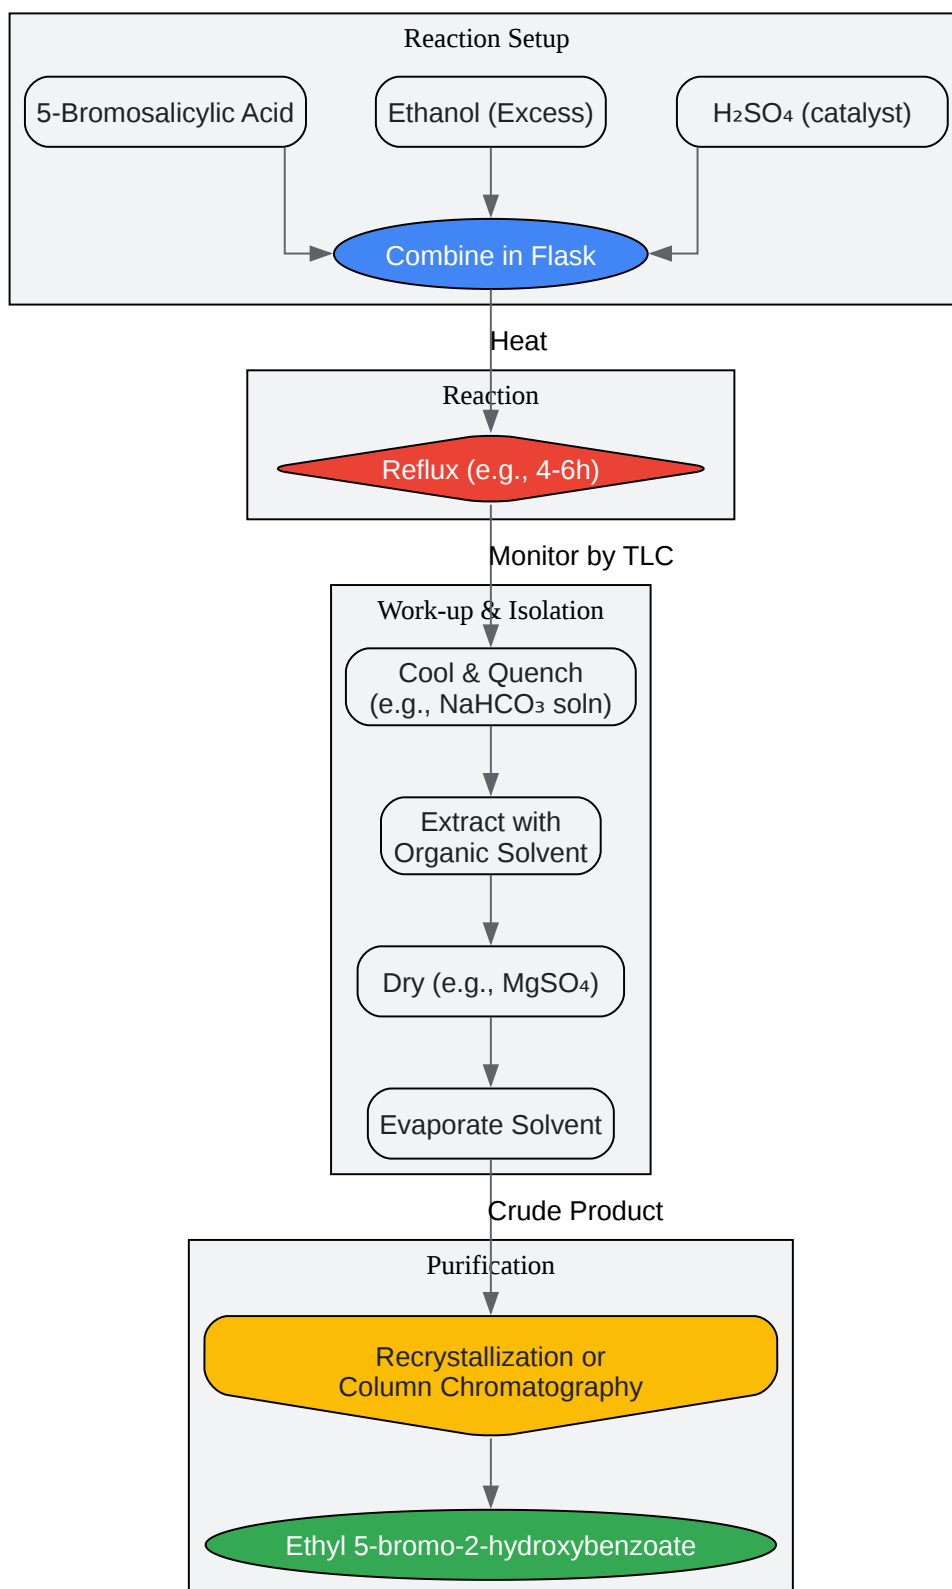 Reaction Setup
5-Bromosalicylic Acid
Ethanol (Excess)
H₂SO₄ (catalyst)
Combine in Flask
Heat
Reaction
Reflux (e.g., 4-6h)
Monitor by TLC
Work-up & Isolation
Cool & Quench
(e.g., NaHCO₃ soln)
Extract with
Organic Solvent
Dry (e.g., MgSO₄)
Evaporate Solvent
Crude Product
Purification
Recrystallization or
Column Chromatography
Ethyl 5-bromo-2-hydroxybenzoate